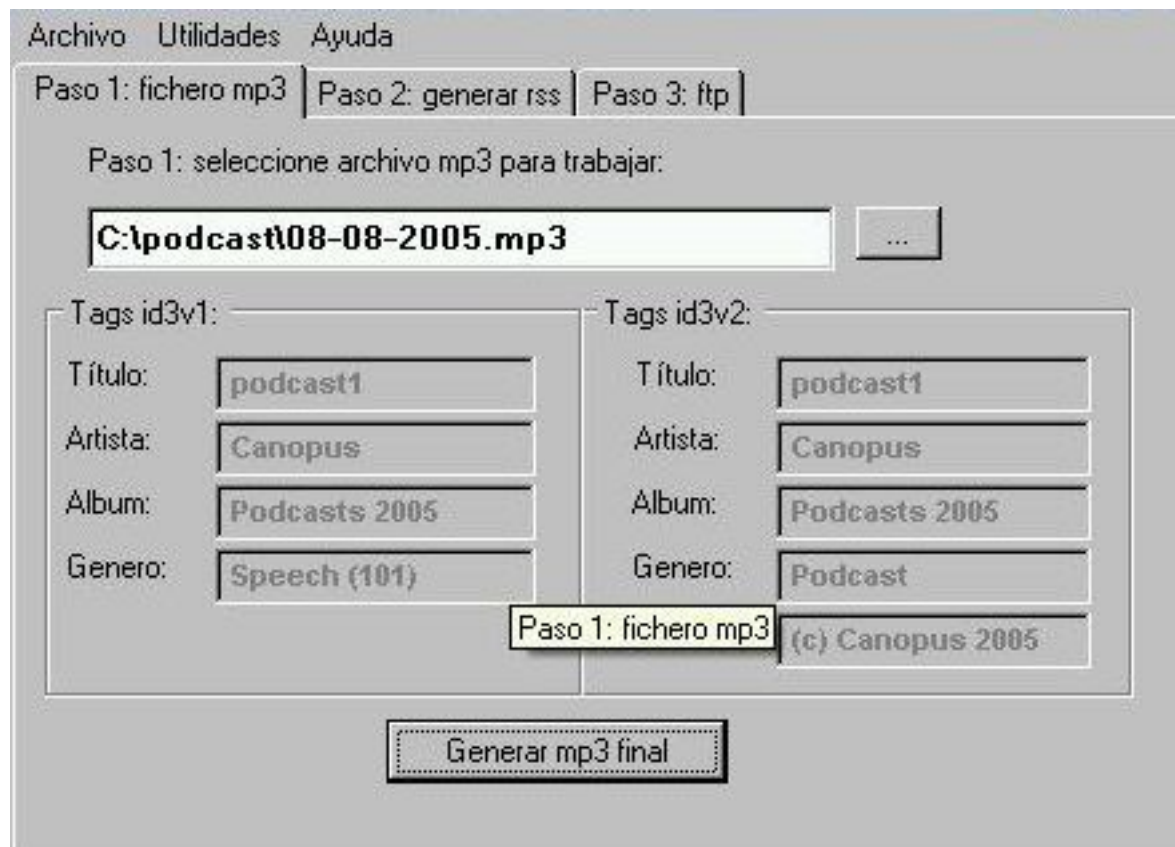 Archivo Utilidades Ayuda
Paso 1: fichero mp3 Paso 2: generar rss Paso 3: ftp
Paso 1: seleccione archivo mp3 para trabajar:
C:\podcast\08-08-2005.mp3 ...
Tags id3v1:
Título: podcast1
Artista: Canopus
Album: Podcasts 2005
Genero: Speech (101)
Tags id3v2:
Título: podcast1
Artista: Canopus
Album: Podcasts 2005
Genero: Podcast
Paso 1: fichero mp3
(c) Canopus 2005
Generar mp3 final